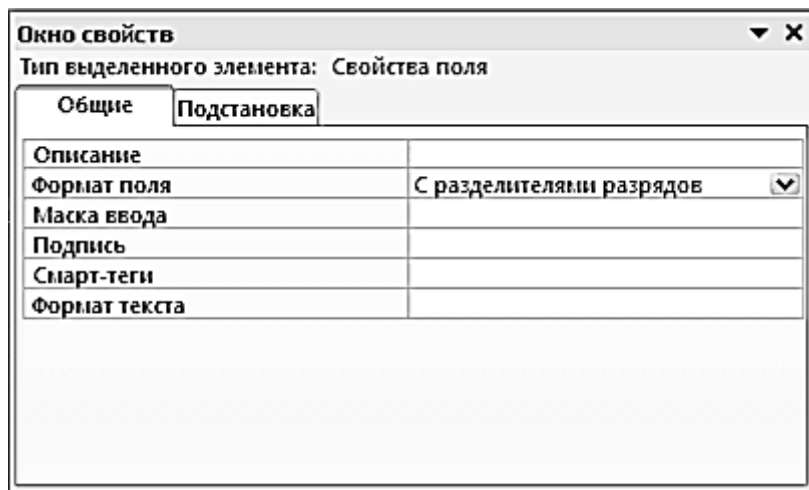 Окно свойств
Тип выделенного элемента: Свойства поля
Общие Подстановка
Описание
Формат поля С разделителями разрядов
Маска ввода
Подпись
Смарт-теги
Формат текста